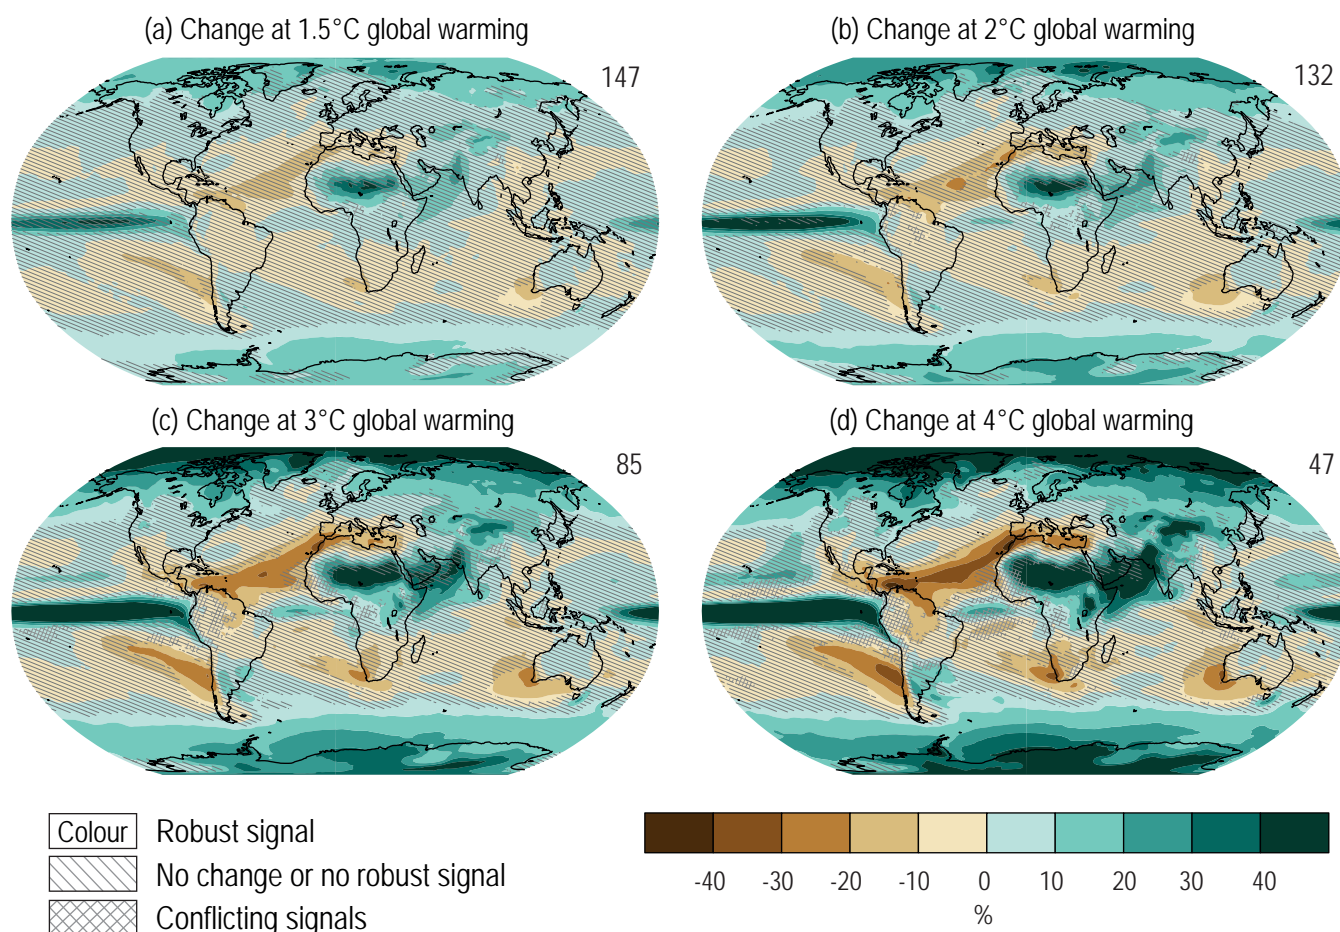 (a) Change at 1.5°C global warming
147
(b) Change at 2°C global warming
132
(c) Change at 3°C global warming
85
(d) Change at 4°C global warming
47
Colour Robust signal
No change or no robust signal
Conflicting signals
-40 -30 -20 -10 0 10 20 30 40
%